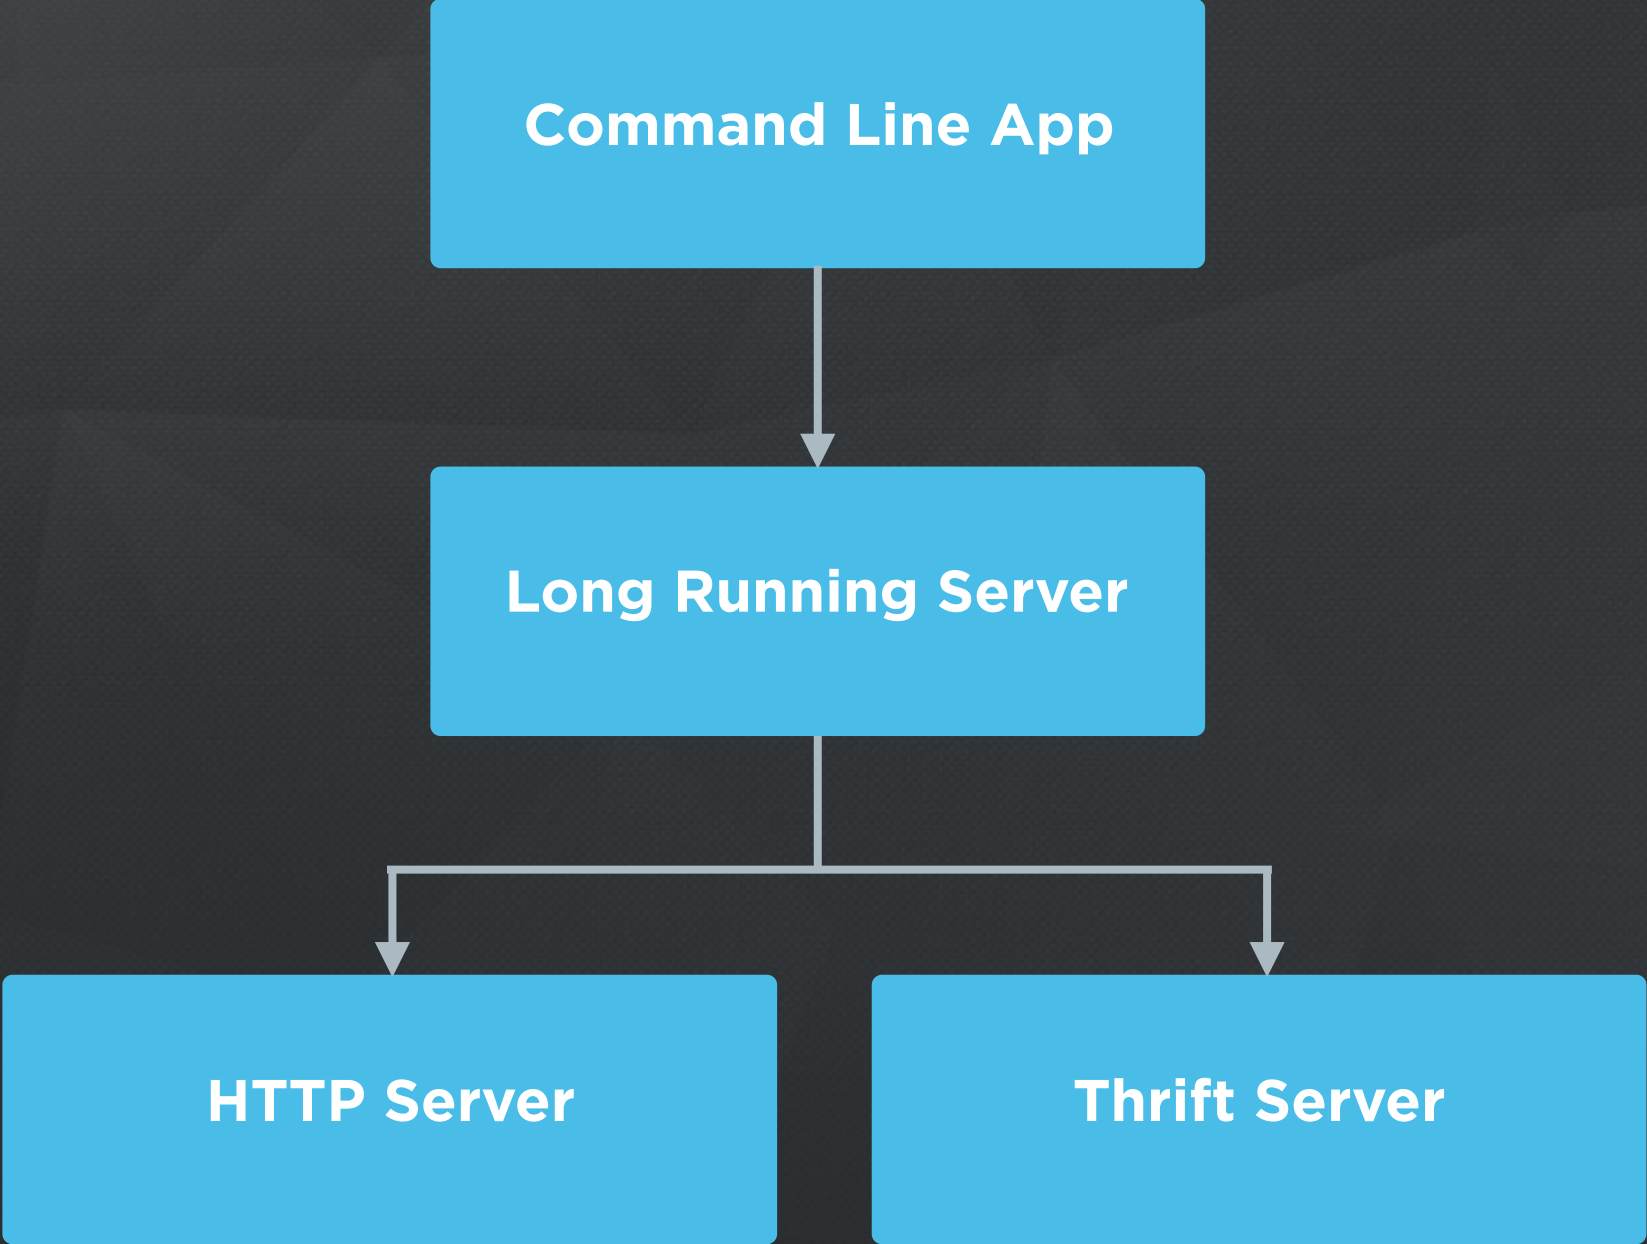 Command Line App
Long Running Server
HTTP Server
Thrift Server